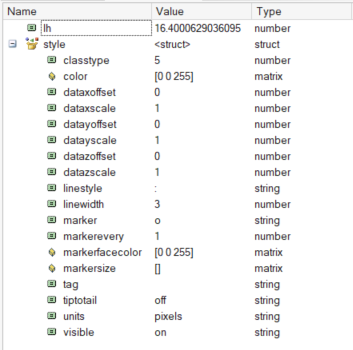 Name Value Type
lh 16.4000629036095 number
style <struct> struct
classtype 5 number
color [0 0 255] matrix
dataxoffset 0 number
dataxscale 1 number
datayoffset 0 number
datayscale 1 number
datazoffset 0 number
datazscale 1 number
linestyle : string
linewidth 3 number
marker o string
markerevery 1 number
markerfacecolor [0 0 255] matrix
markersize [] matrix
tag string
tiptotail off string
units pixels string
visible on string